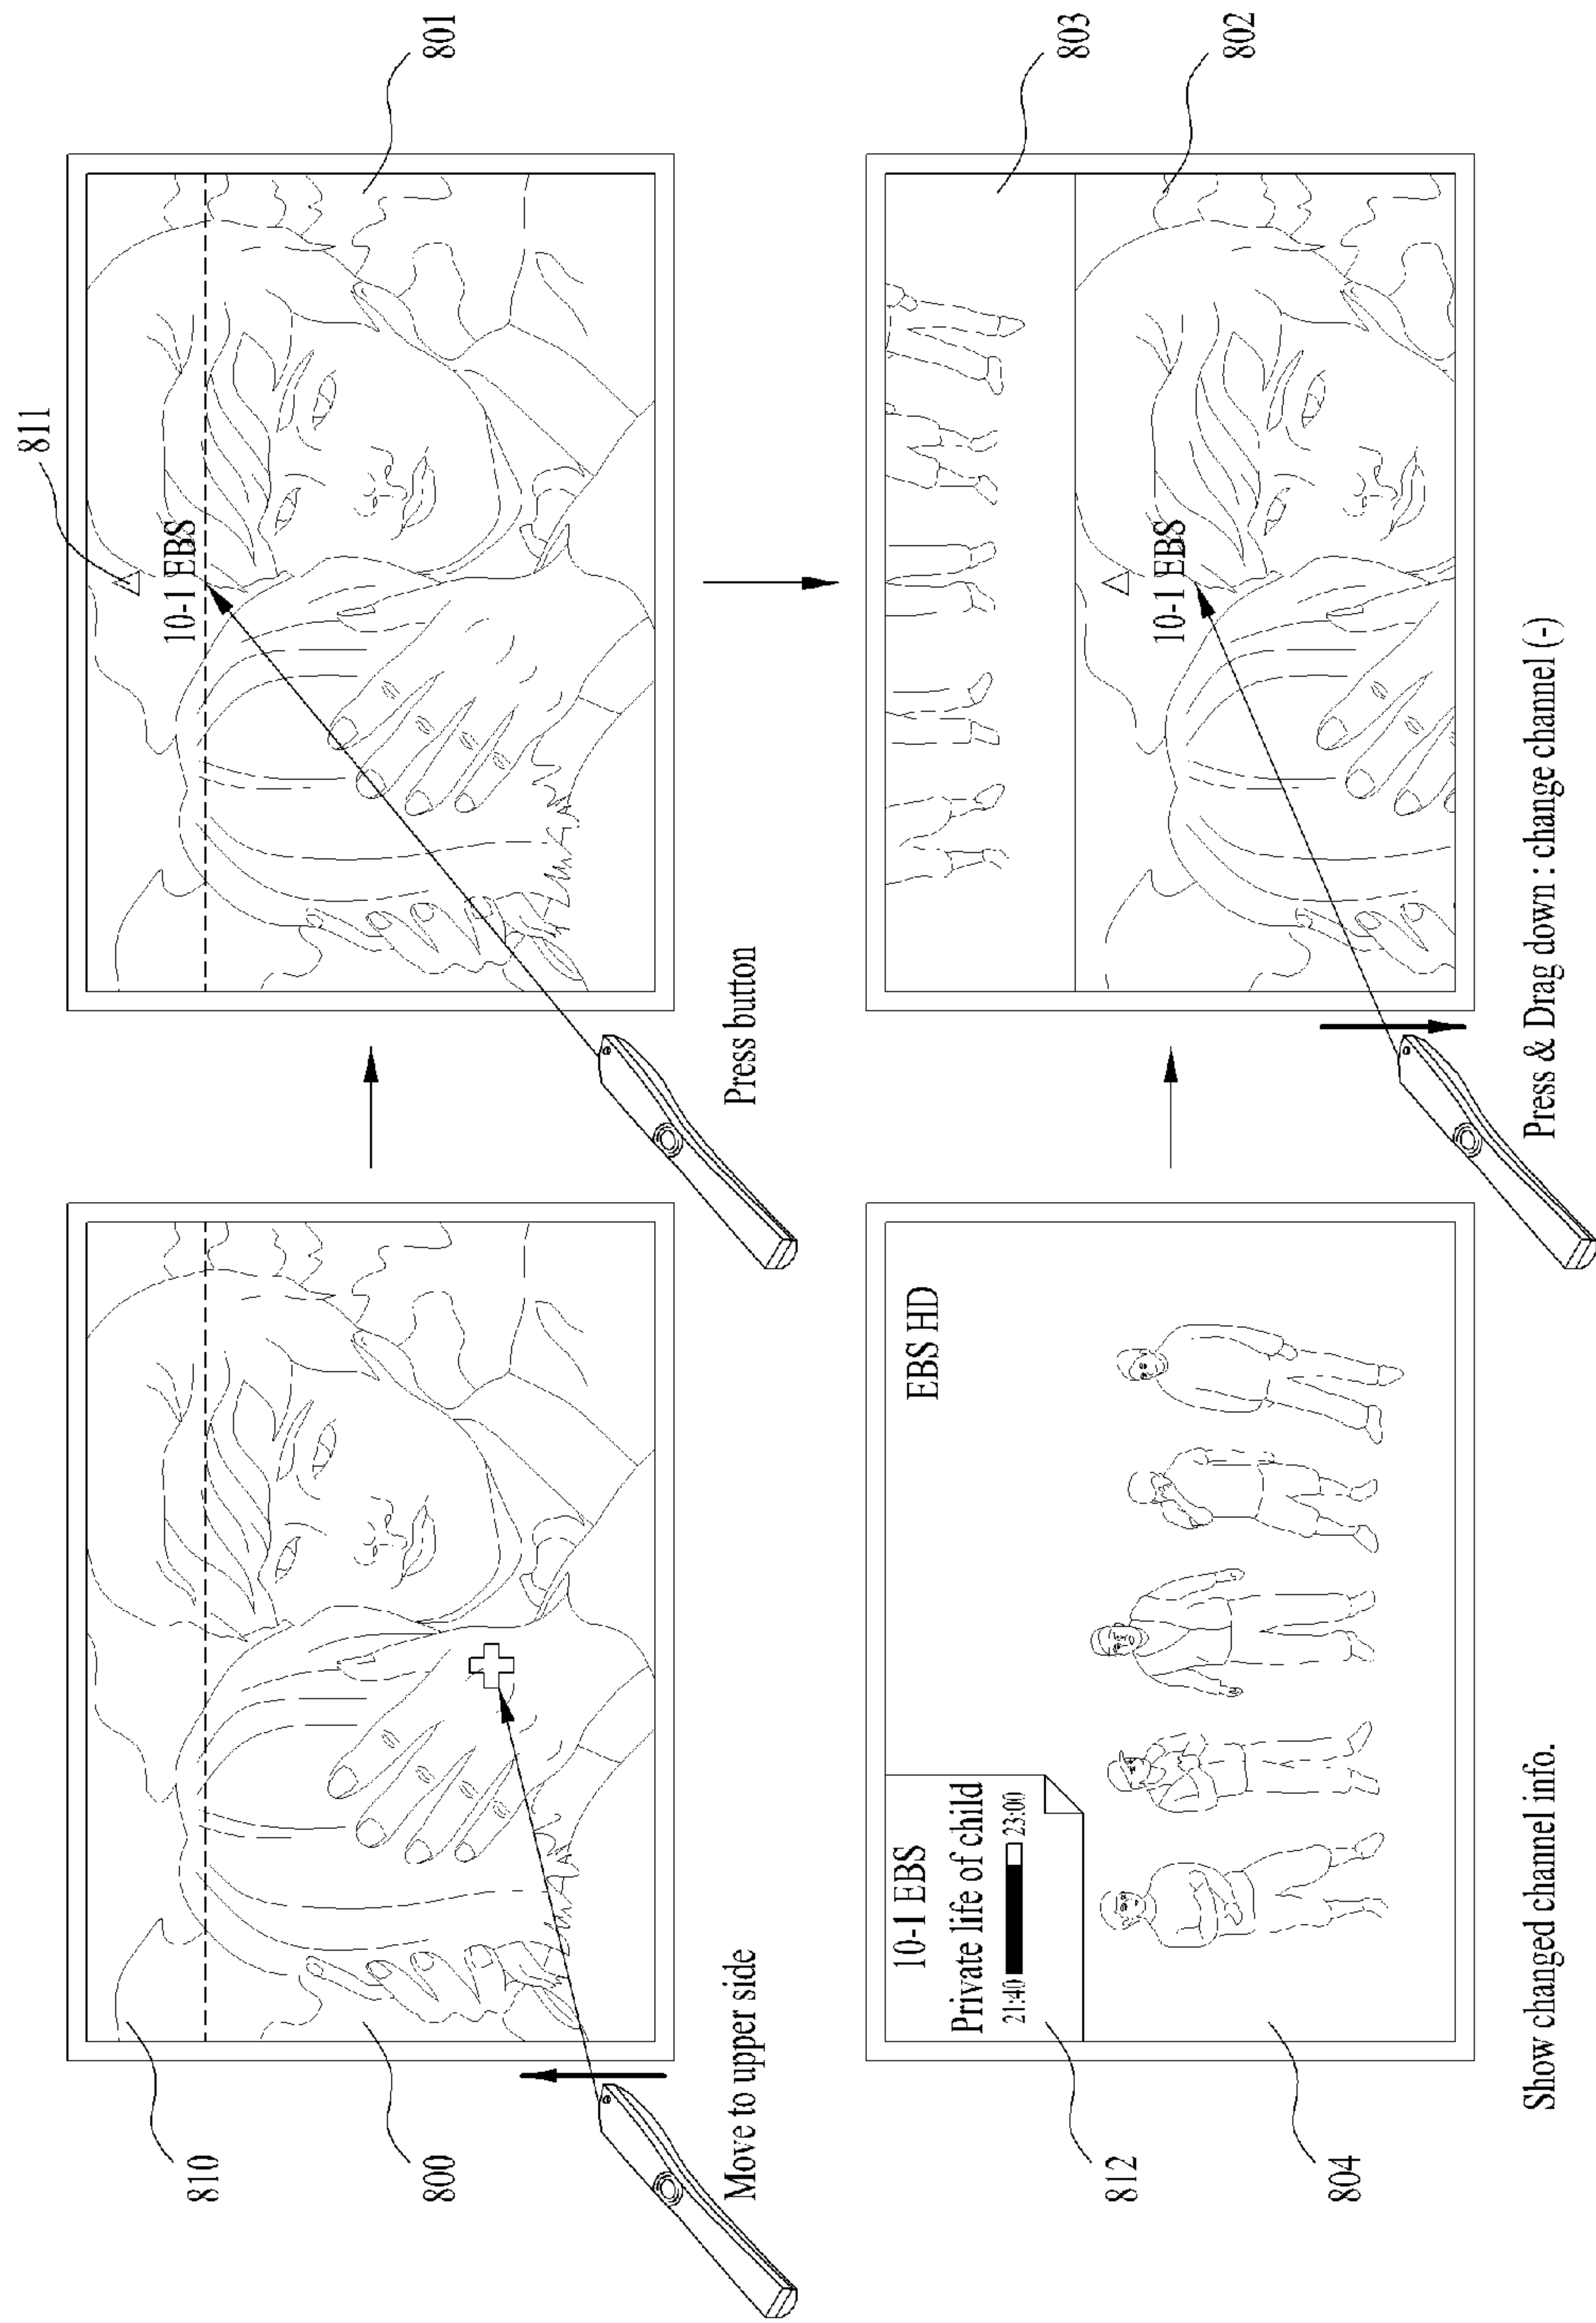 810
800
Move to upper side
811
10-1 EBS
801
Press button
812
804
10-1 EBS
Private life of child
21:40
23:00
EBS HD
Show changed channel info.
803
802
10-1 EBS
Press & Drag down : change channel (-)